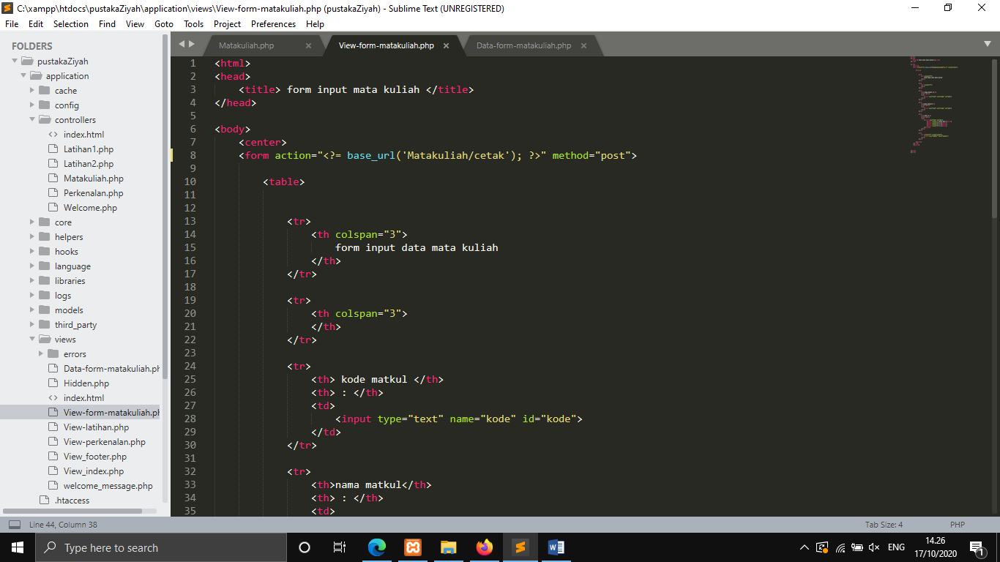 C:\xampp\htdocs\pustakaZiyah\application\views\View-form-matakuliah.php (pustakaZiyah) - Sublime Text (UNREGISTERED)
File Edit Selection Find View Goto Tools Project Preferences Help
FOLDERS
pustakaZiyah
application
cache
config
controllers
index.html
Latihan1.php
Latihan2.php
Matakuliah.php
Perkenalan.php
Welcome.php
core
helpers
hooks
language
libraries
logs
models
third_party
views
errors
Data-form-matakuliah.ph
Hidden.php
index.html
View-form-matakuliah.ph
View-latihan.php
View-perkenalan.php
View_footer.php
View_index.php
welcome_message.php
.htaccess
Matakuliah.php View-form-matakuliah.php Data-form-matakuliah.php
1 <html>
2 <head>
3 <title> form input mata kuliah </title>
4 </head>
5
6 <body>
7 <center>
8 <form action="<?= base_url('Matakuliah/cetak'); ?>" method="post">
9
10 <table>
11
12
13 <tr>
14 <th colspan="3">
15 form input data mata kuliah
16 </th>
17 </tr>
18
19 <tr>
20 <th colspan="3">
21 </th>
22 </tr>
23
24 <tr>
25 <th> kode matkul </th>
26 <th> : </th>
27 <td>
28 <input type="text" name="kode" id="kode">
29 </td>
30 </tr>
31
32 <tr>
33 <th>nama matkul</th>
34 <th> : </th>
35 <td>
Line 44, Column 38 Tab Size: 4 PHP
Type here to search
ENG
14.26
17/10/2020
1